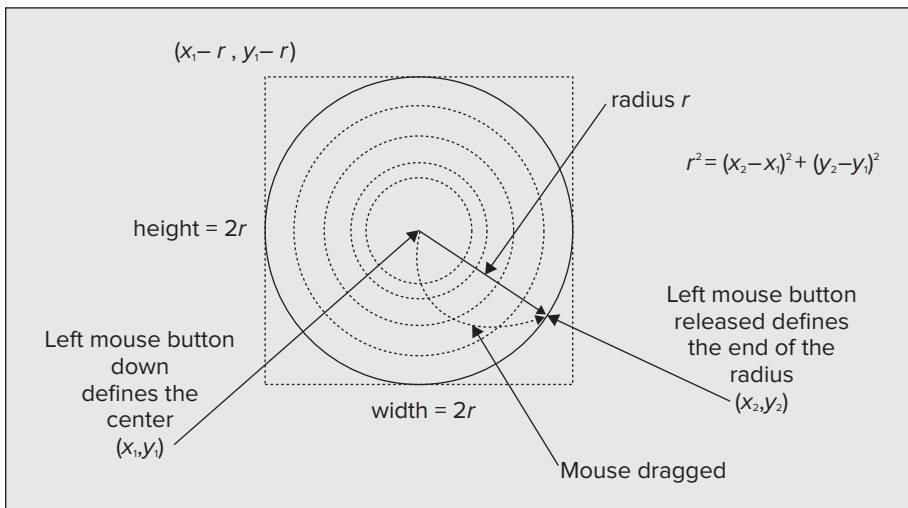 (x₁– r , y₁– r)
radius r
r² = (x₂–x₁)² + (y₂–y₁)²
height = 2r
Left mouse button
down
defines the
center
(x₁,y₁)
Left mouse button
released defines
the end of the
radius
(x₂,y₂)
width = 2r
Mouse dragged